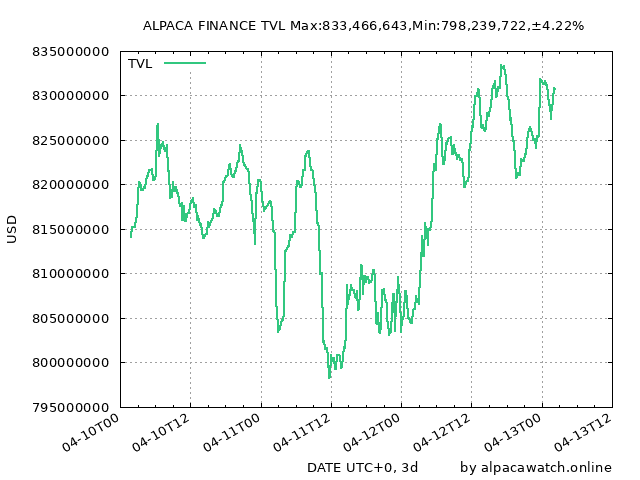 ALPACA FINANCE TVL Max:833,466,643,Min:798,239,722,±4.22%
835000000
TVL
830000000
825000000
820000000
815000000
810000000
805000000
800000000
795000000
USD
04-10T00
04-10T12
04-11T00
04-11T12
04-12T00
04-12T12
04-13T00
04-13T12
DATE UTC+0, 3d
by alpacawatch.online